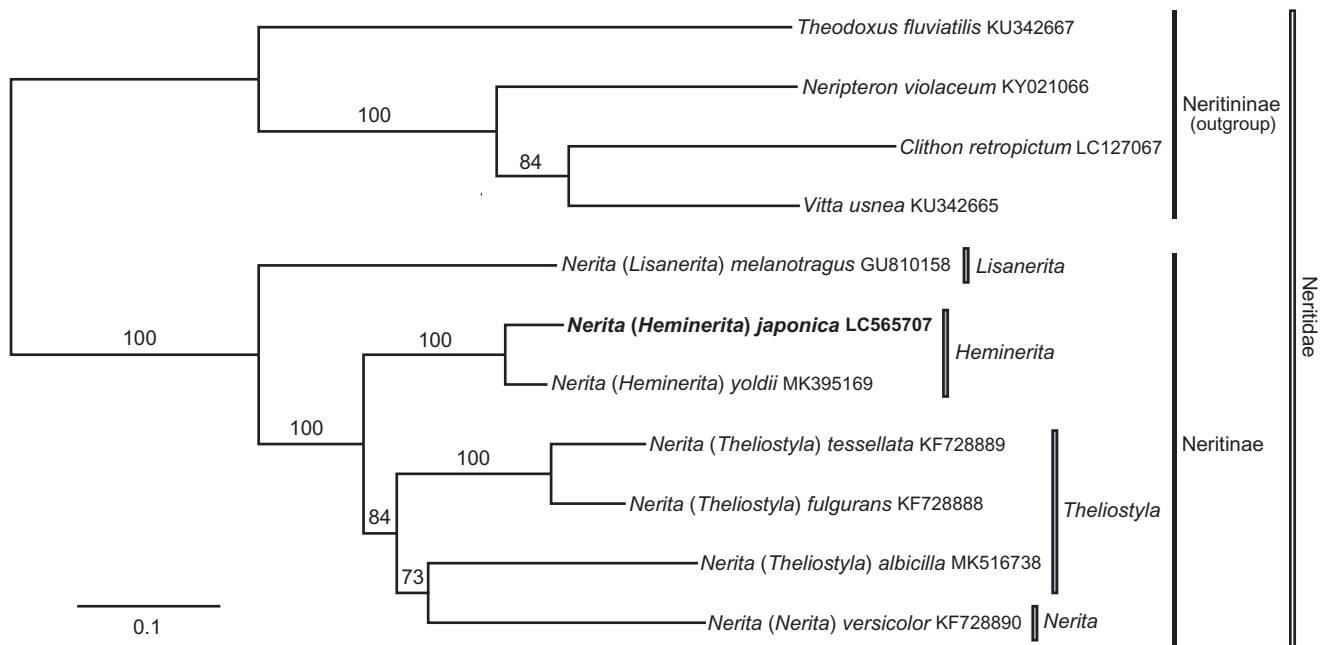 Theodoxus fluviatilis KU342667
Neripteron violaceum KY021066
100
Neritininae
(outgroup)
Clithon retropictum LC127067
84
Vitta usnea KU342665
Nerita (Lisanerita) melanotragus GU810158
Lisanerita
Neritidae
Nerita (Heminerita) japonica LC565707
100
100
Heminerita
Nerita (Heminerita) yoldii MK395169
100
Nerita (Theliostyla) tessellata KF728889
Neritinae
100
Nerita (Theliostyla) fulgurans KF728888
Theliostyla
84
Nerita (Theliostyla) albicilla MK516738
73
Nerita (Nerita) versicolor KF728890
Nerita
0.1